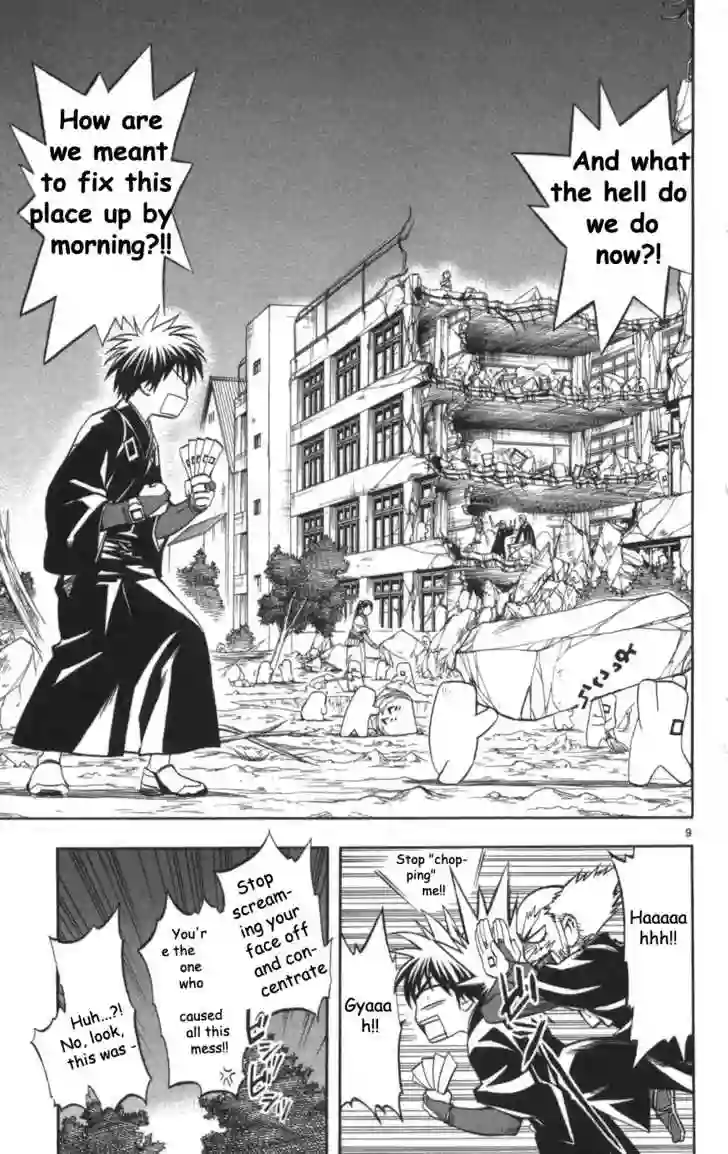 And what
the hell do
we do
now?!
How are
we meant
to fix this
place up by
morning?!!
9
Stop "chop-
pping"
me!!
Haaaaa
hhh!!
Gyaaa
h!!
Stop
scream-
ing your
face off
and con-
centrate
You'r
e the
one
who
caused
all this
mess!!
Huh...?!
No, look,
this was -